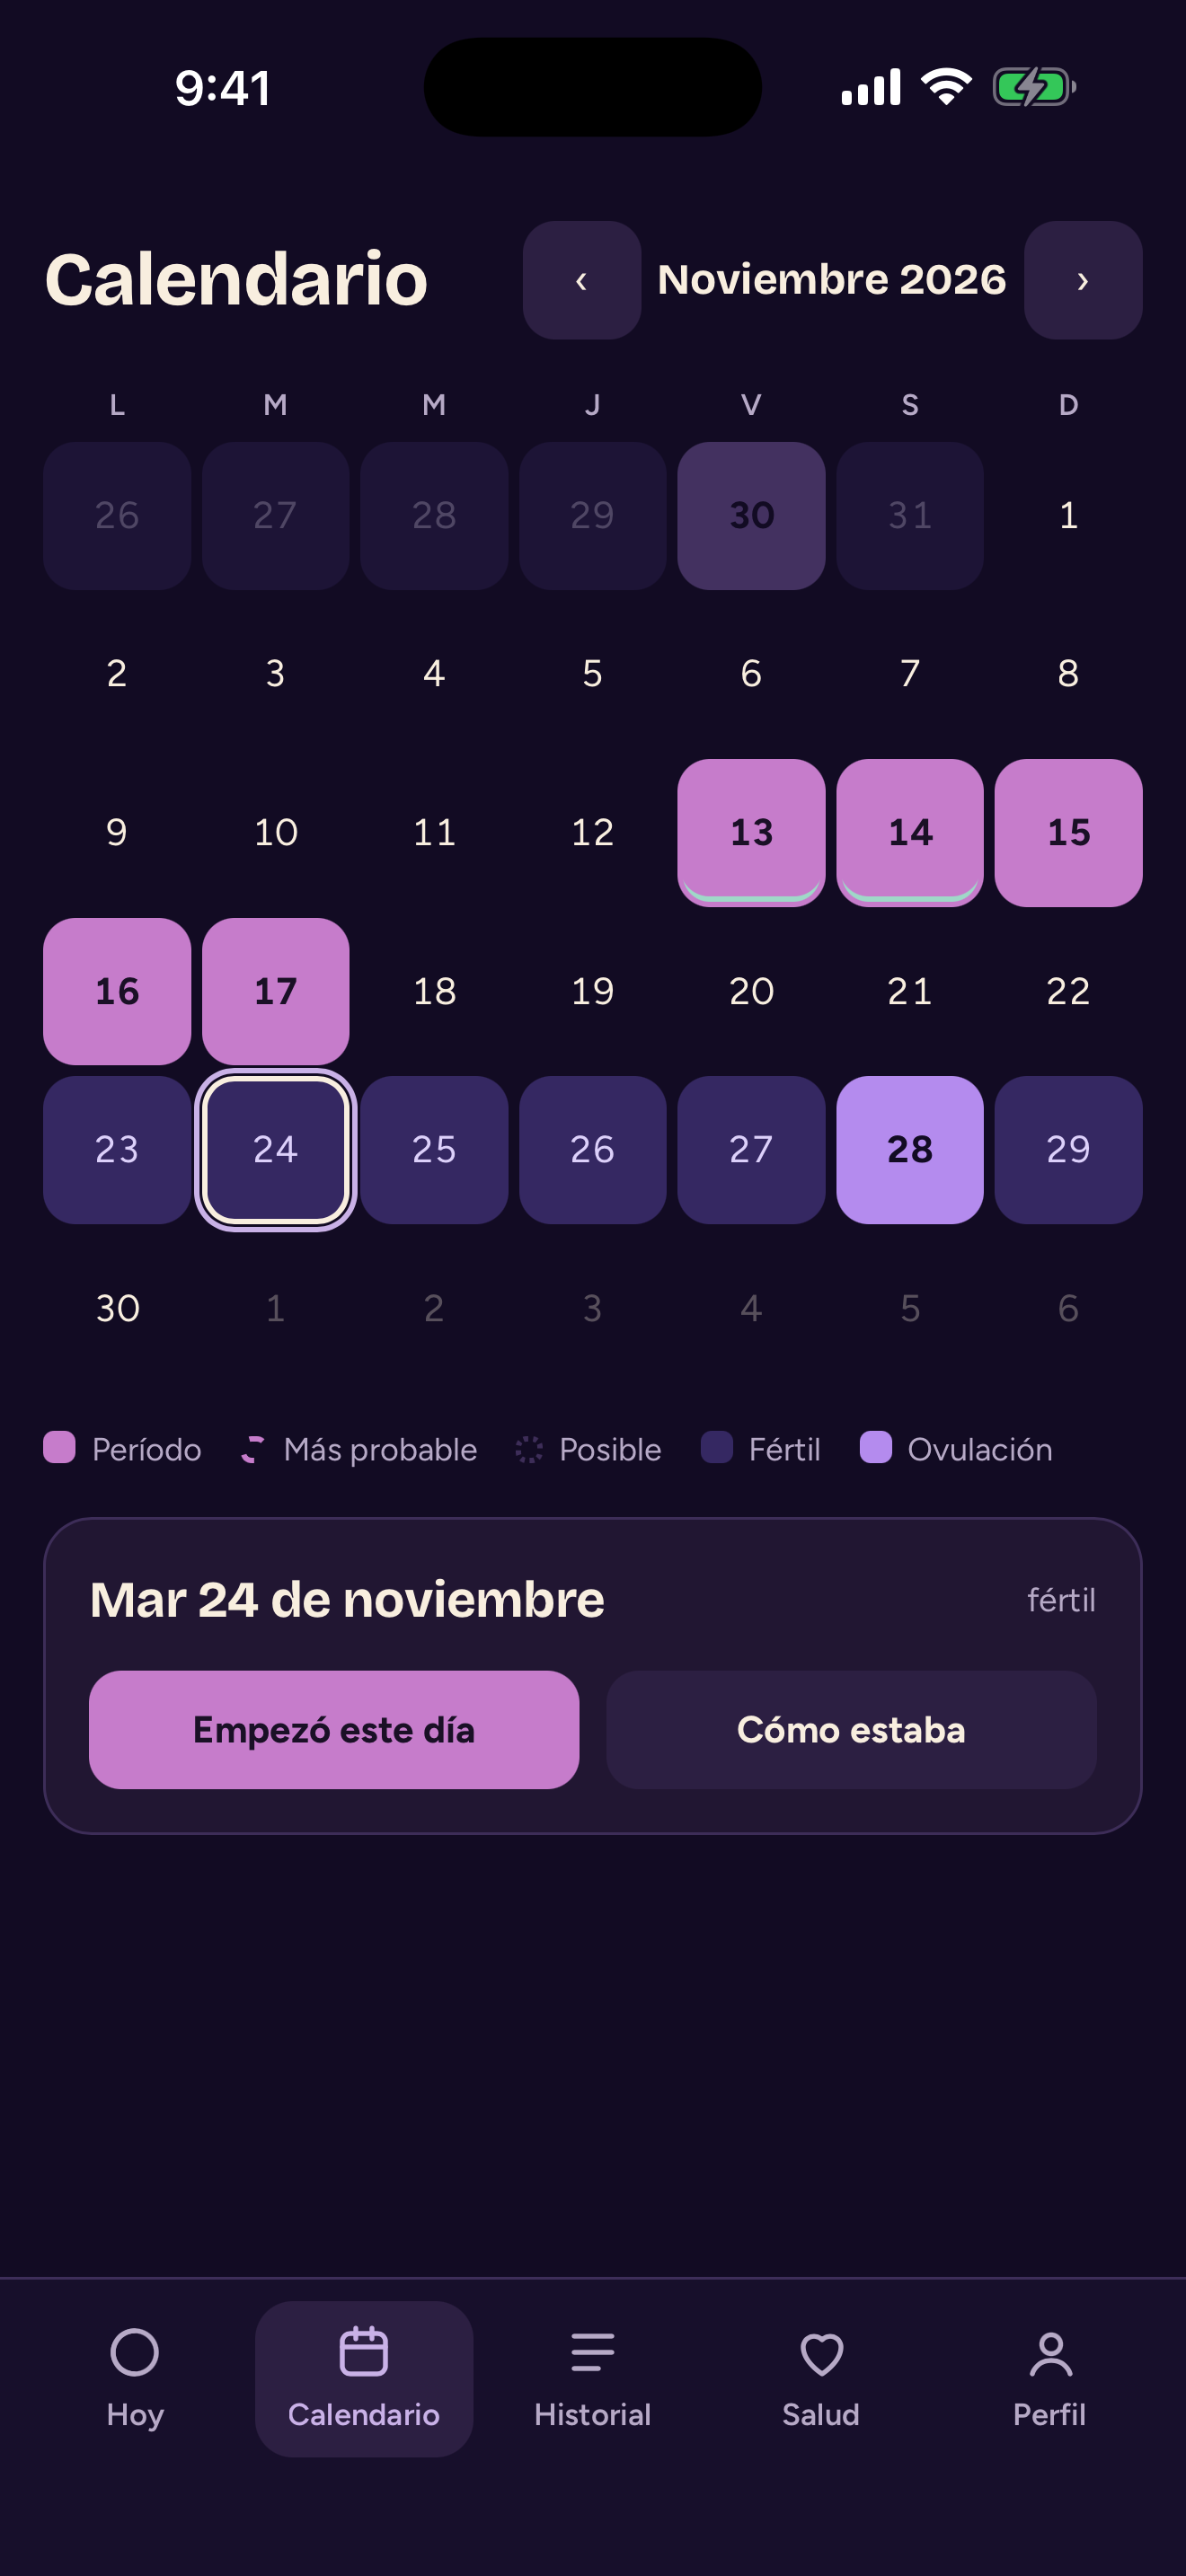 9:41
Calendario
‹ Noviembre 2026 ›
L M M J V S D
26 27 28 29 30 31 1
2 3 4 5 6 7 8
9 10 11 12 13 14 15
16 17 18 19 20 21 22
23 24 25 26 27 28 29
30 1 2 3 4 5 6
Período Más probable Posible Fértil Ovulación
Mar 24 de noviembre fértil
Empezó este día Cómo estaba
Hoy Calendario Historial Salud Perfil